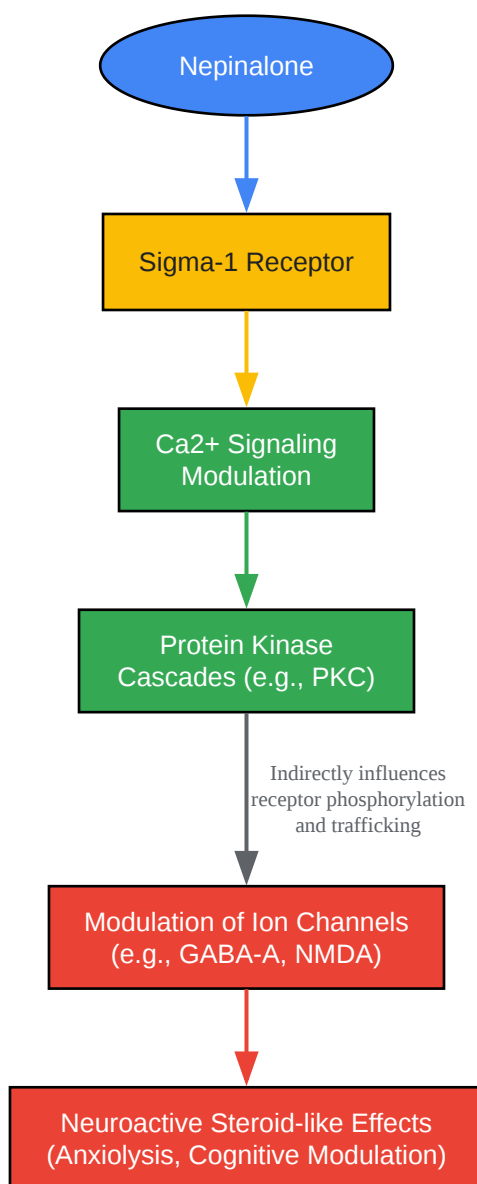 Nepinalone
Sigma-1 Receptor
Ca2+ Signaling
Modulation
Protein Kinase
Cascades (e.g., PKC)
Indirectly influences
receptor phosphorylation
and trafficking
Modulation of Ion Channels
(e.g., GABA-A, NMDA)
Neuroactive Steroid-like Effects
(Anxiolysis, Cognitive Modulation)